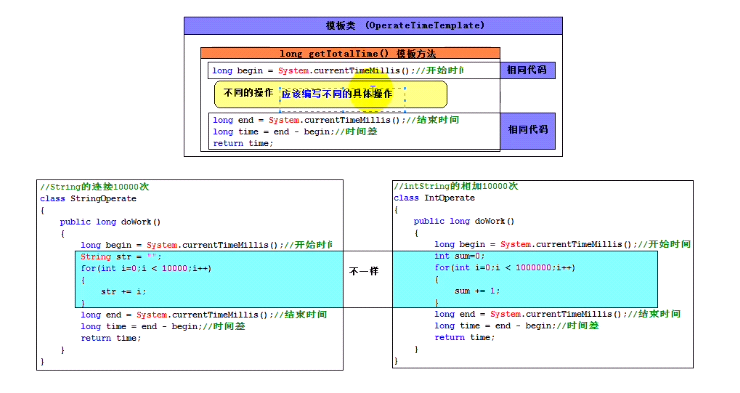 模板类 (OperateTimeTemplate)
long getTotalTime() 模板方法
long begin = System.currentTimeMillis();//开始时间
相同代码
不同的操作
应该编写不同的具体操作
long end = System.currentTimeMillis();//结束时间
long time = end - begin;//时间差
return time;
相同代码
//String的连接10000次
class StringOperate
{
public long doWork()
{
long begin = System.currentTimeMillis();//开始时间
String str = "";
for(int i=0;i < 10000;i++)
{
str += i;
}
long end = System.currentTimeMillis();//结束时间
long time = end - begin;//时间差
return time;
}
}
不一样
//intString的相加10000次
class IntOperate
{
public long doWork()
{
long begin = System.currentTimeMillis();//开始时间
int sum=0;
for(int i=0;i < 1000000;i++)
{
sum += 1;
}
long end = System.currentTimeMillis();//结束时间
long time = end - begin;//时间差
return time;
}
}